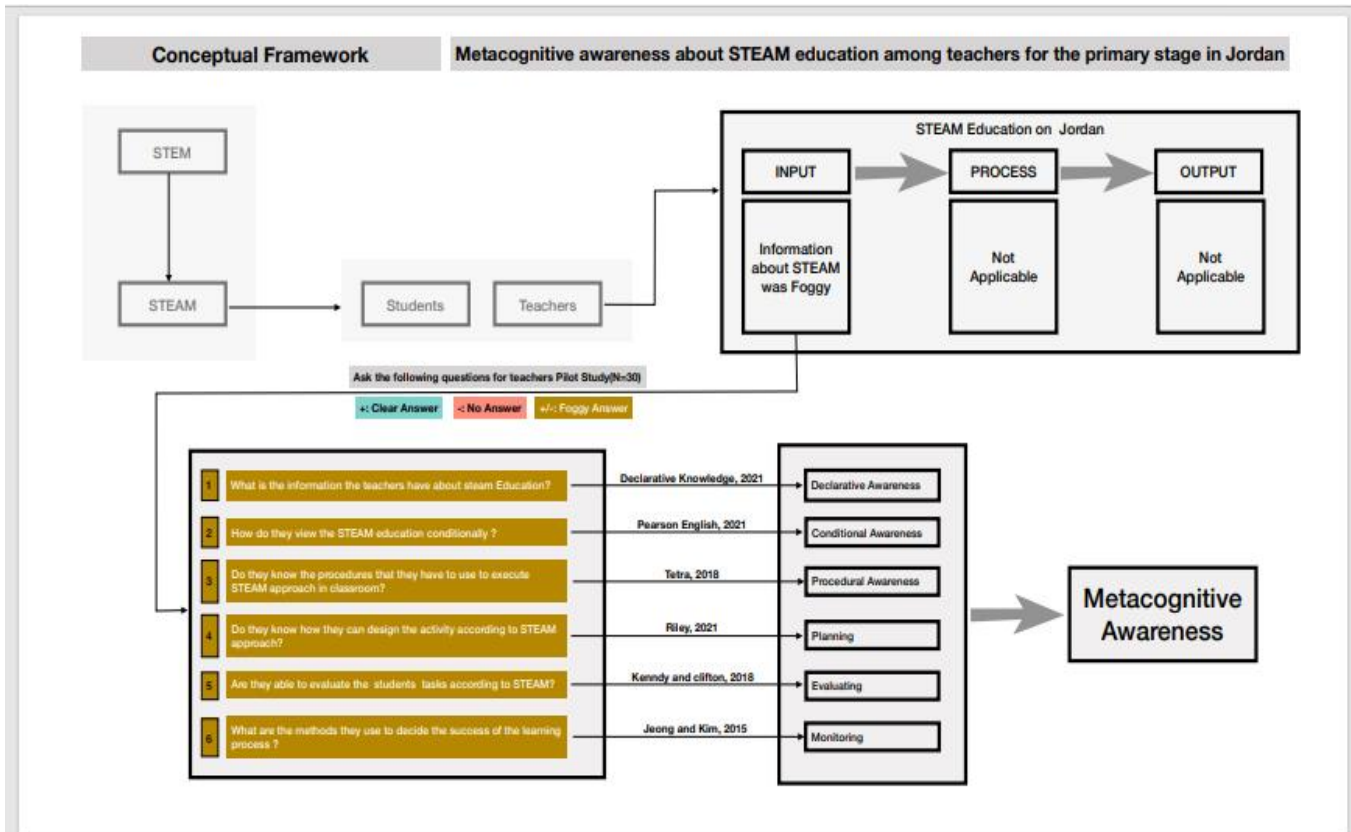 Conceptual Framework
Metacognitive awareness about STEAM education among teachers for the primary stage in Jordan
STEM
STEAM
Students
Teachers
STEAM Education on Jordan
INPUT
PROCESS
OUTPUT
Information
about STEAM
was Foggy
Not
Applicable
Not
Applicable
Ask the following questions for teachers Pilot Study(N=30)
+: Clear Answer
-: No Answer
+/-: Foggy Answer
1
What is the information the teachers have about steam Education?
Declarative Knowledge, 2021
Declarative Awareness
2
How do they view the STEAM education conditionally ?
Pearson English, 2021
Conditional Awareness
3
Do they know the procedures that they have to use to execute
STEAM approach in classroom?
Tetra, 2018
Procedural Awareness
4
Do they know how they can design the activity according to STEAM
approach?
Riley, 2021
Planning
5
Are they able to evaluate the students tasks according to STEAM?
Kenndy and clifton, 2018
Evaluating
6
What are the methods they use to decide the success of the learning
process ?
Jeong and Kim, 2015
Monitoring
Metacognitive
Awareness